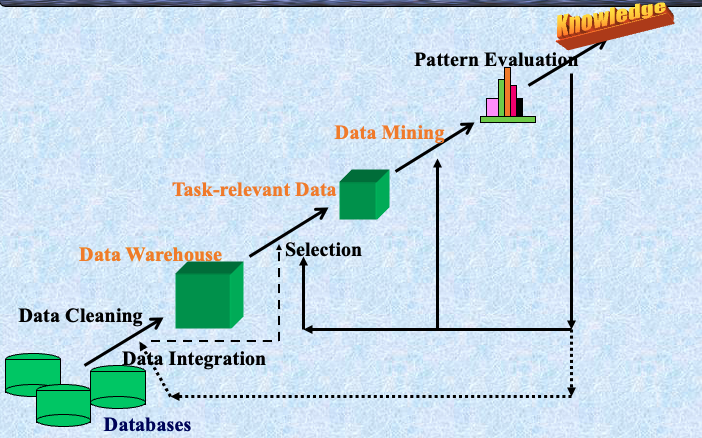 Knowledge
Pattern Evaluation
Data Mining
Task-relevant Data
Selection
Data Warehouse
Data Cleaning
Data Integration
Databases